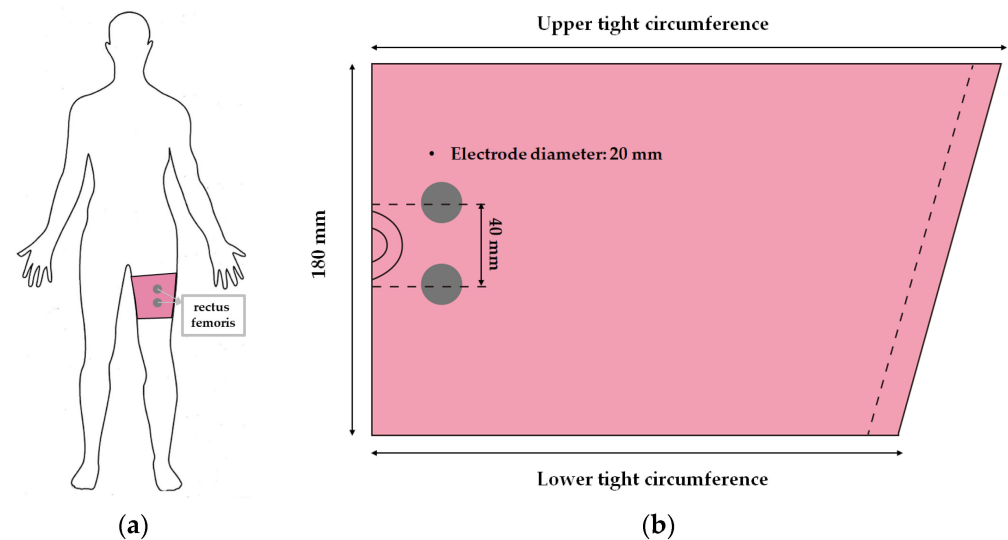 Upper tight circumference
• Electrode diameter: 20 mm
40 mm
180 mm
rectus
femoris
Lower tight circumference
(a)
(b)